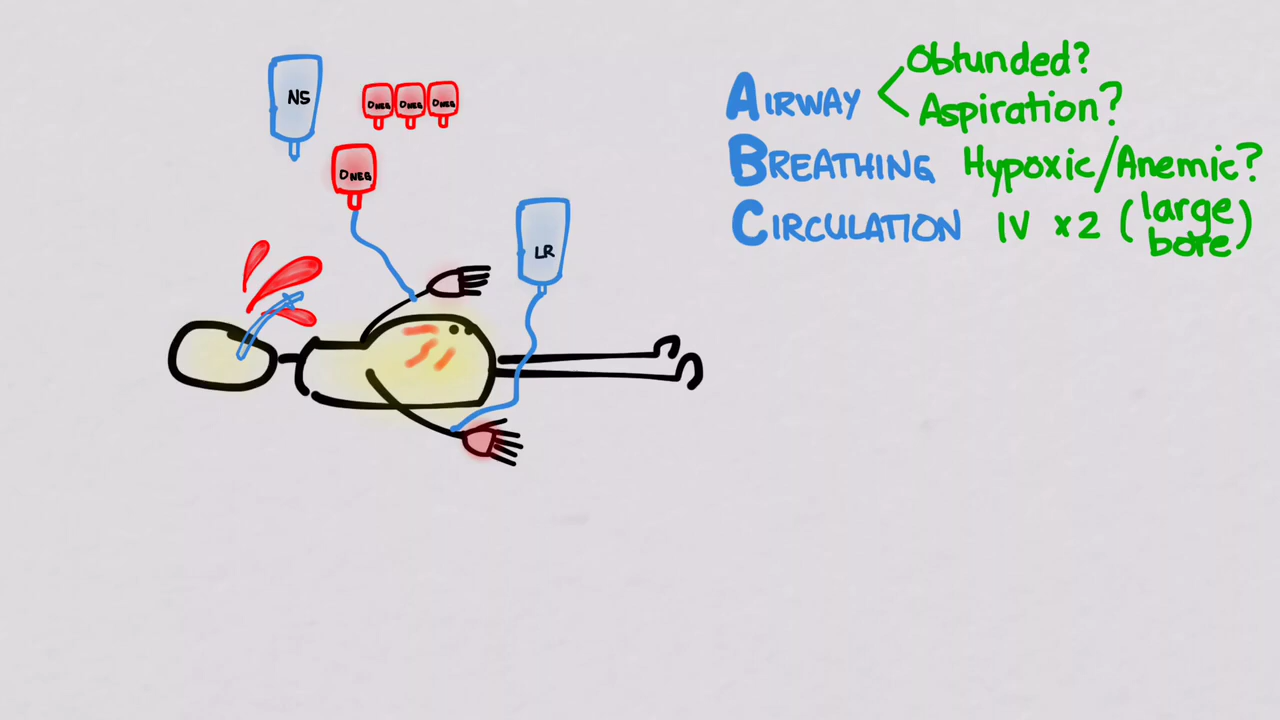 NS
ONEG ONEG ONEG
ONEG
LR
AIRWAY
Obtunded?
Aspiration?
BREATHING Hypoxic/Anemic?
CIRCULATION IV x2 (large bore)